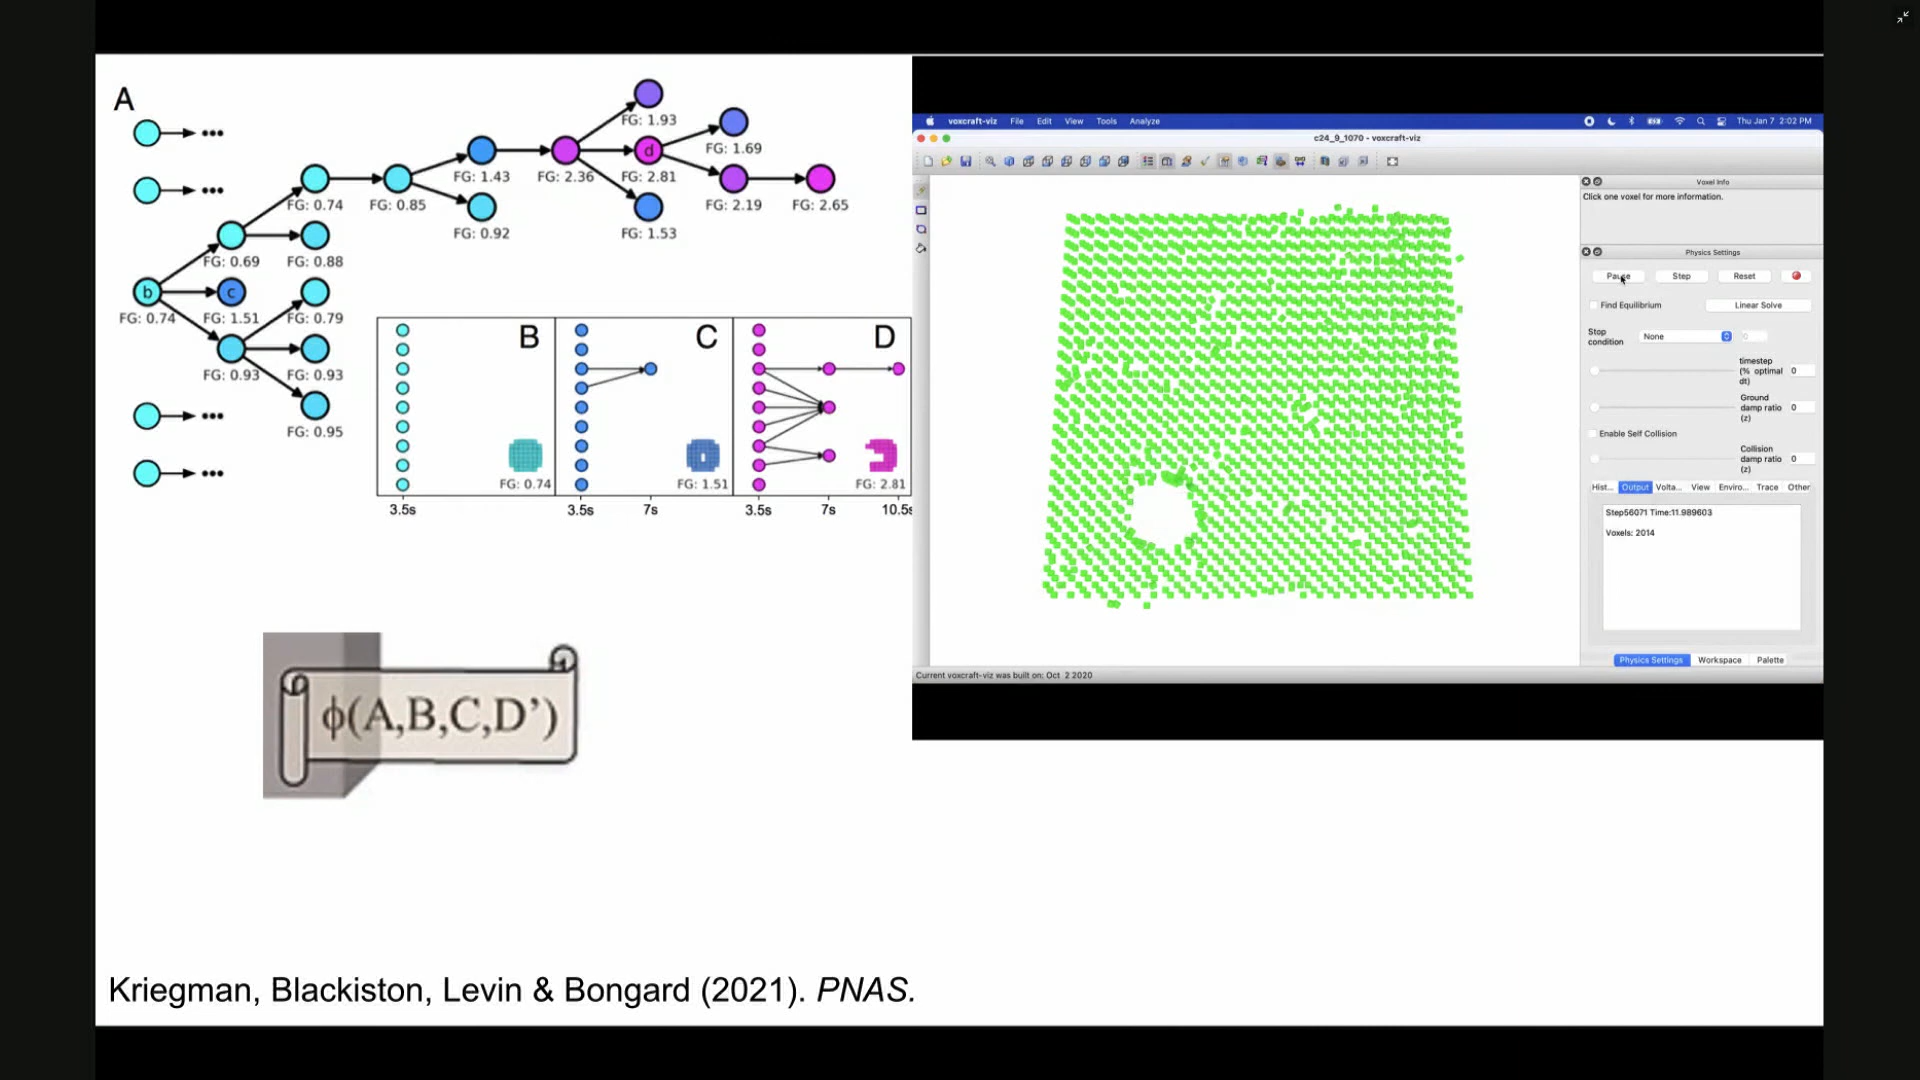 A
FG: 1.93
d
FG: 1.69
FG: 1.43
FG: 2.36
FG: 2.81
FG: 0.74
FG: 0.85
FG: 2.19
FG: 2.65
FG: 0.92
FG: 1.53
FG: 0.69
FG: 0.88
b
c
FG: 0.74
FG: 1.51
FG: 0.79
FG: 0.93
FG: 0.93
FG: 0.95
B
FG: 0.74
3.5s
C
FG: 1.51
3.5s
7s
D
FG: 2.81
3.5s
7s
10.5s
ϕ(A,B,C,D’)
Kriegman, Blackiston, Levin & Bongard (2021). PNAS.
voxcraft-viz File Edit View Tools Analyze
Thu Jan 7 2:02 PM
c24_9_1070 - voxcraft-viz
Voxel Info
Click one voxel for more information.
Physics Settings
Pause Step Reset
Find Equilibrium Linear Solve
Stop
condition
None
0
timestep
(% optimal
dt)
0
Ground
damp ratio
(z)
0
Enable Self Collision
Collision
damp ratio
(z)
0
Hist... Output Volta... View Enviro... Trace Other
Step56071 Time:11.989603
Voxels: 2014
Physics Settings Workspace Palette
Current voxcraft-viz was built on: Oct 2 2020